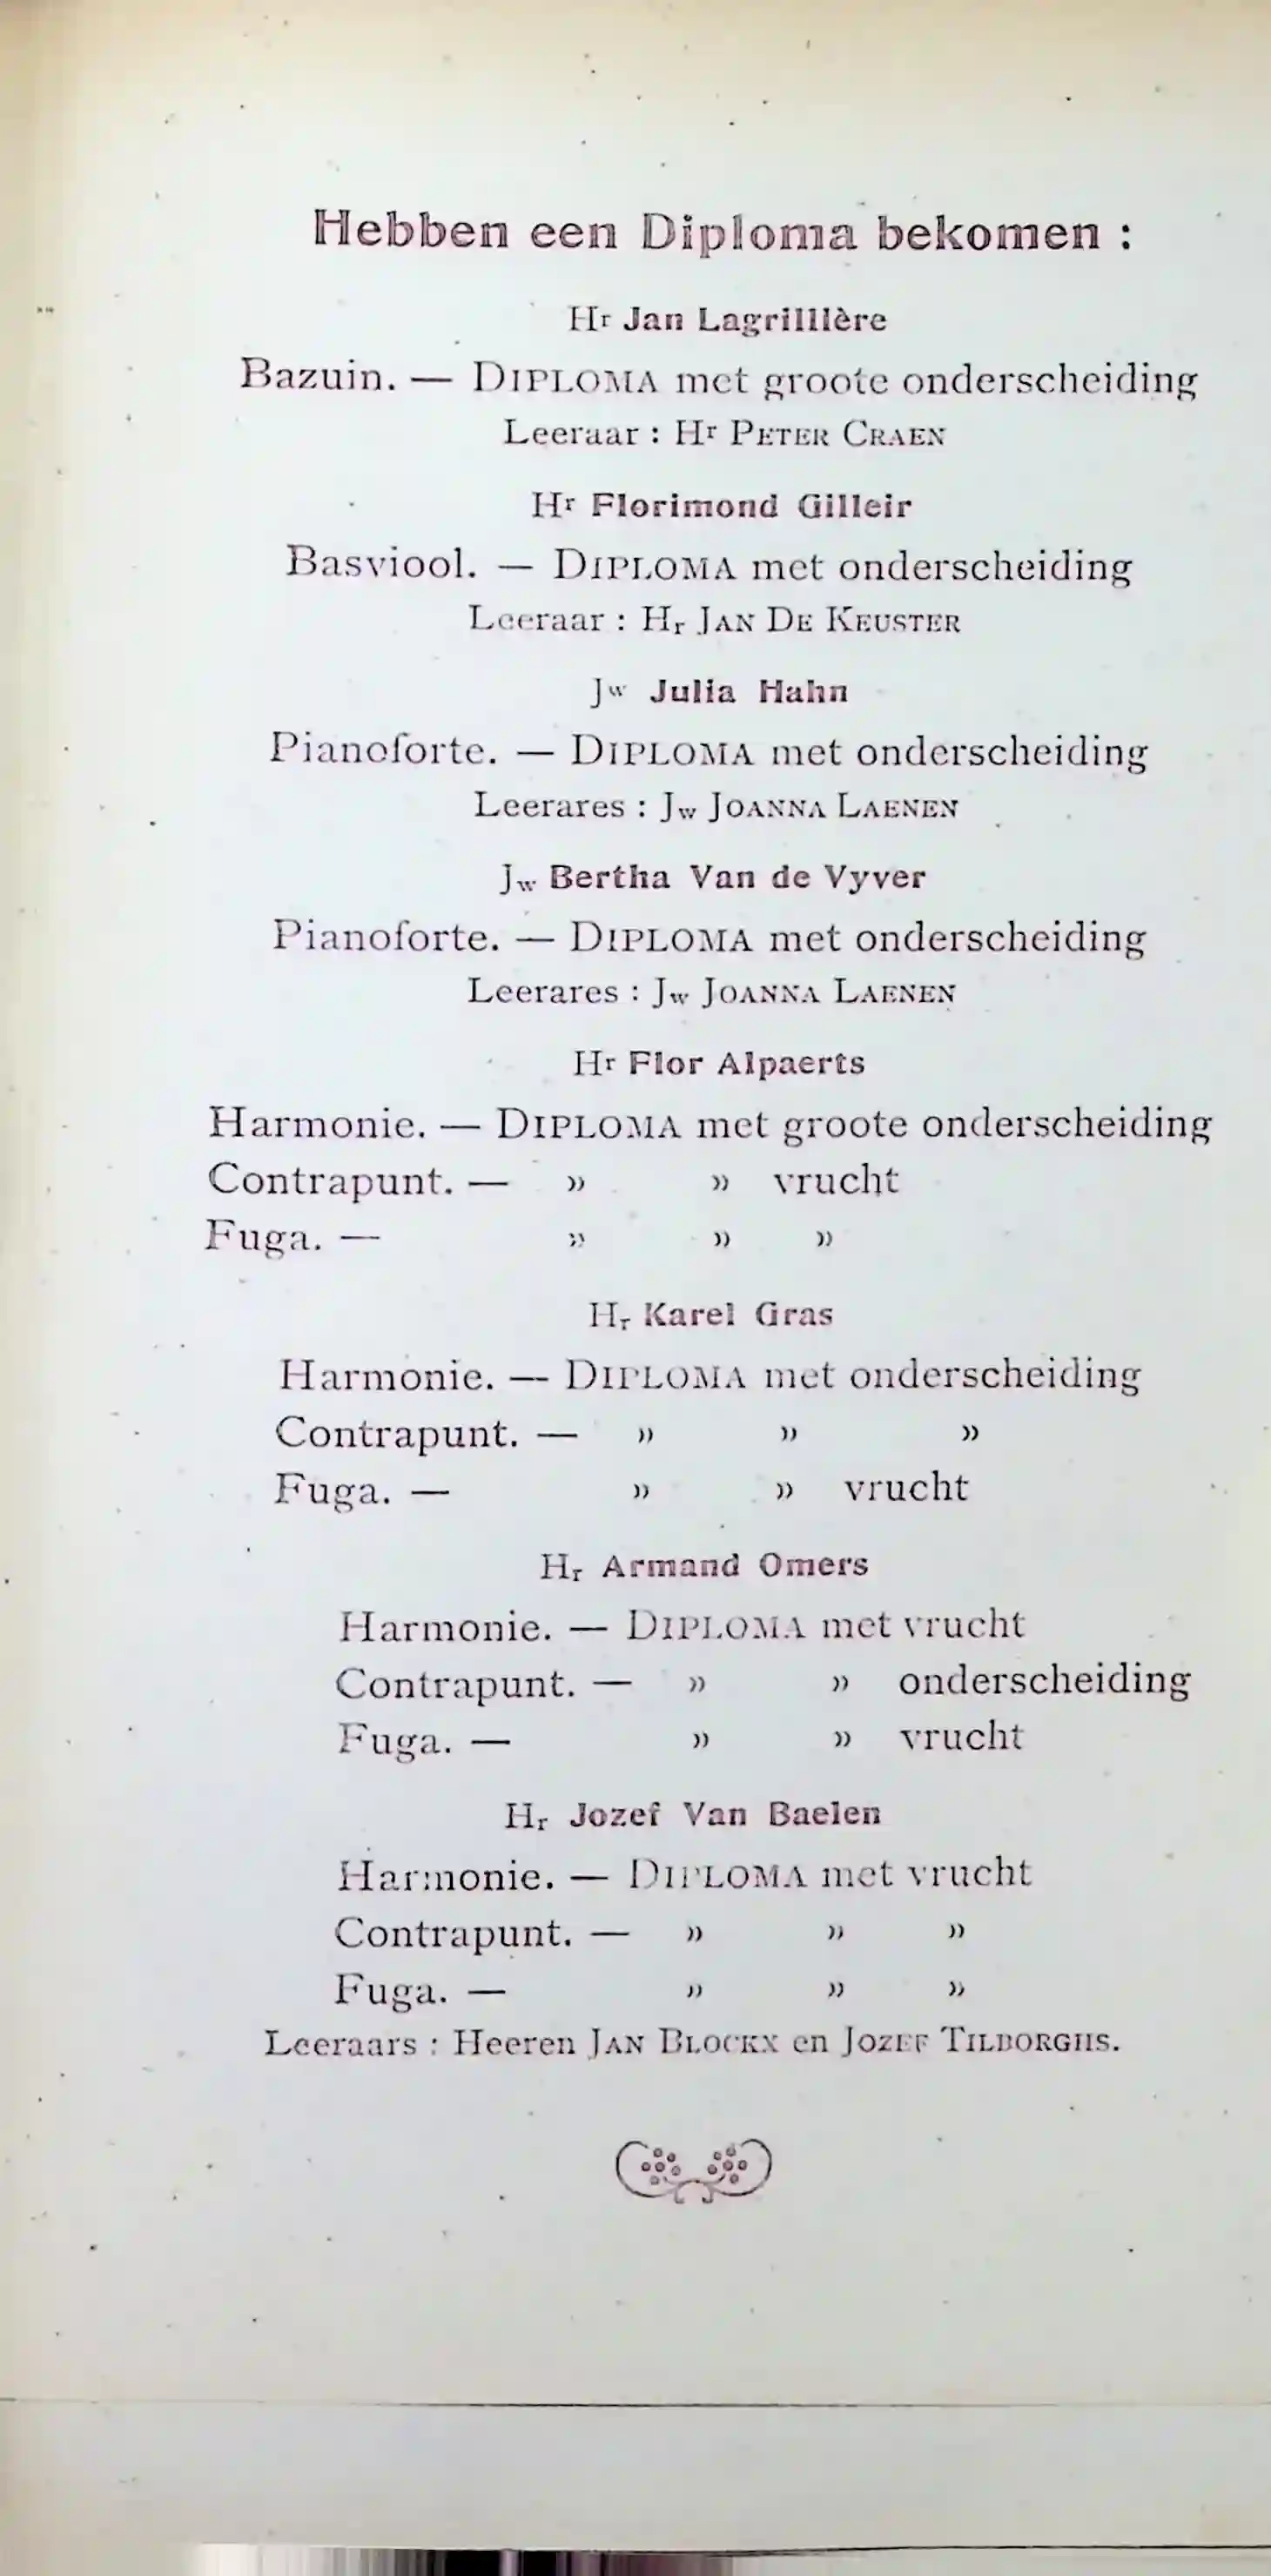 Hebben een Diploma bekomen :
Hr Jan Lagrillière
Bazuin. — DIPLOMA met groote onderscheiding
Leeraar : Hr PETER CRAEN
Hr Florimond Gilleir
Basviool. — DIPLOMA met onderscheiding
Leeraar : Hr JAN DE KEUSTER
Jw Julia Hahn
Pianoforte. — DIPLOMA met onderscheiding
Leerares : Jw JOANNA LAENEN
Jw Bertha Van de Vyver
Pianoforte. — DIPLOMA met onderscheiding
Leerares : Jw JOANNA LAENEN
Hr Flor Alpaerts
Harmonie. — DIPLOMA met groote onderscheiding
Contrapunt. — » » vrucht
Fuga. — » » »
Hr Karel Gras
Harmonie. — DIPLOMA met onderscheiding
Contrapunt. — » » »
Fuga. — » » vrucht
Hr Armand Omers
Harmonie. — DIPLOMA met vrucht
Contrapunt. — » » onderscheiding
Fuga. — » » vrucht
Hr Jozef Van Baelen
Harmonie. — DIPLOMA met vrucht
Contrapunt. — » » »
Fuga. — » » »
Leeraars : Heeren JAN BLOCKX en JOZEF TILBORGHS.